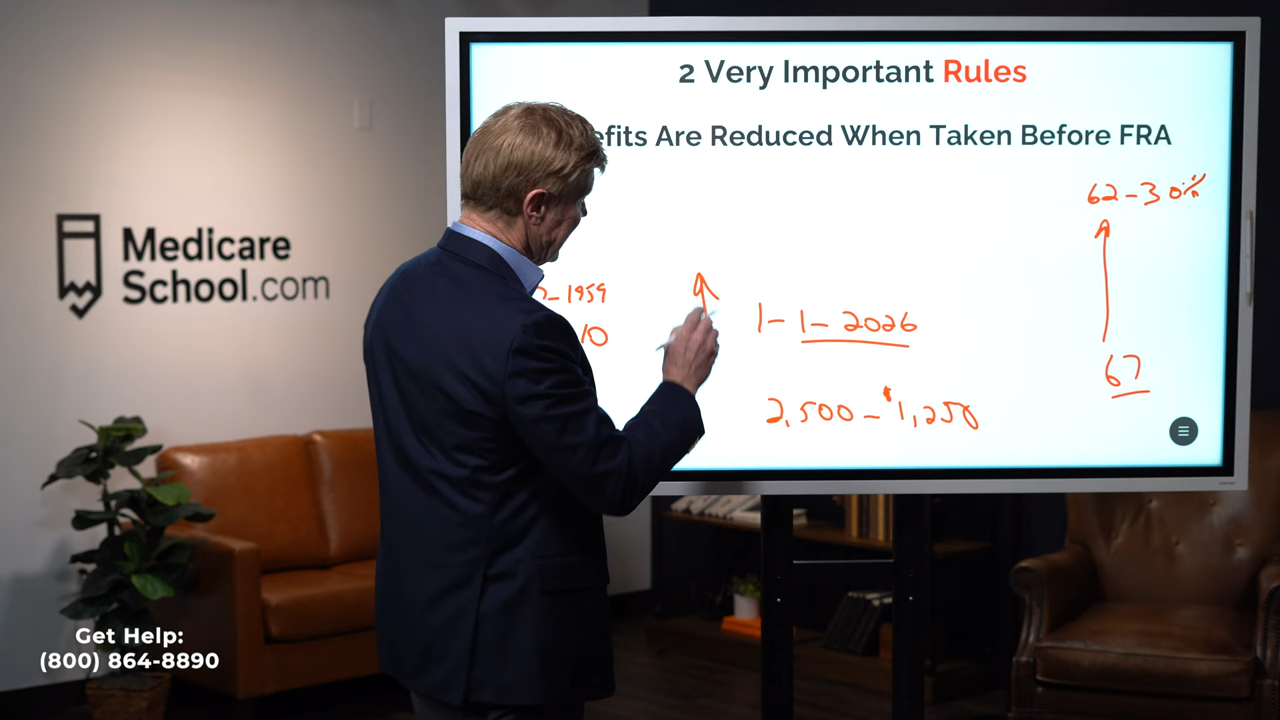 2 Very Important Rules
efits Are Reduced When Taken Before FRA
62-30%
Medicare
School.com
-1959
1-1-2026
10
67
2,500-$1,250
Get Help:
(800) 864-8890